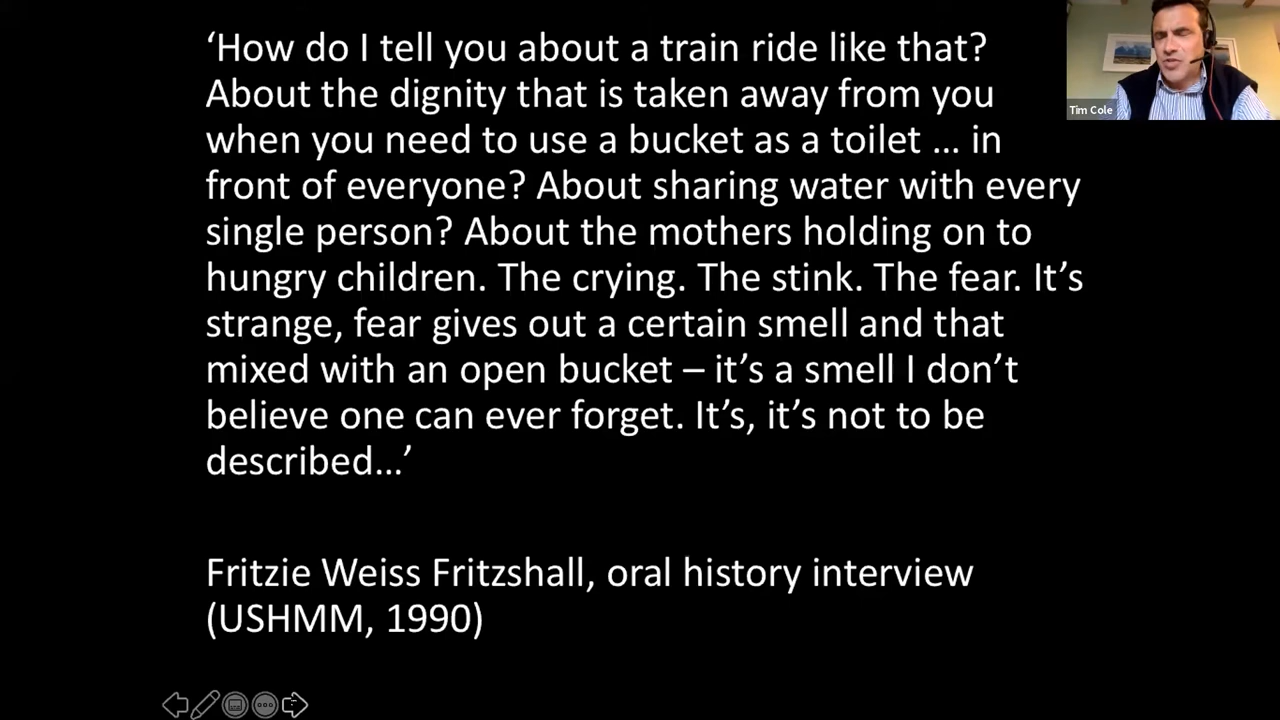 ‘How do I tell you about a train ride like that?
About the dignity that is taken away from you
when you need to use a bucket as a toilet … in
front of everyone? About sharing water with every
single person? About the mothers holding on to
hungry children. The crying. The stink. The fear. It’s
strange, fear gives out a certain smell and that
mixed with an open bucket – it’s a smell I don’t
believe one can ever forget. It’s, it’s not to be
described…’
Fritzie Weiss Fritzshall, oral history interview
(USHMM, 1990)
Tim Cole